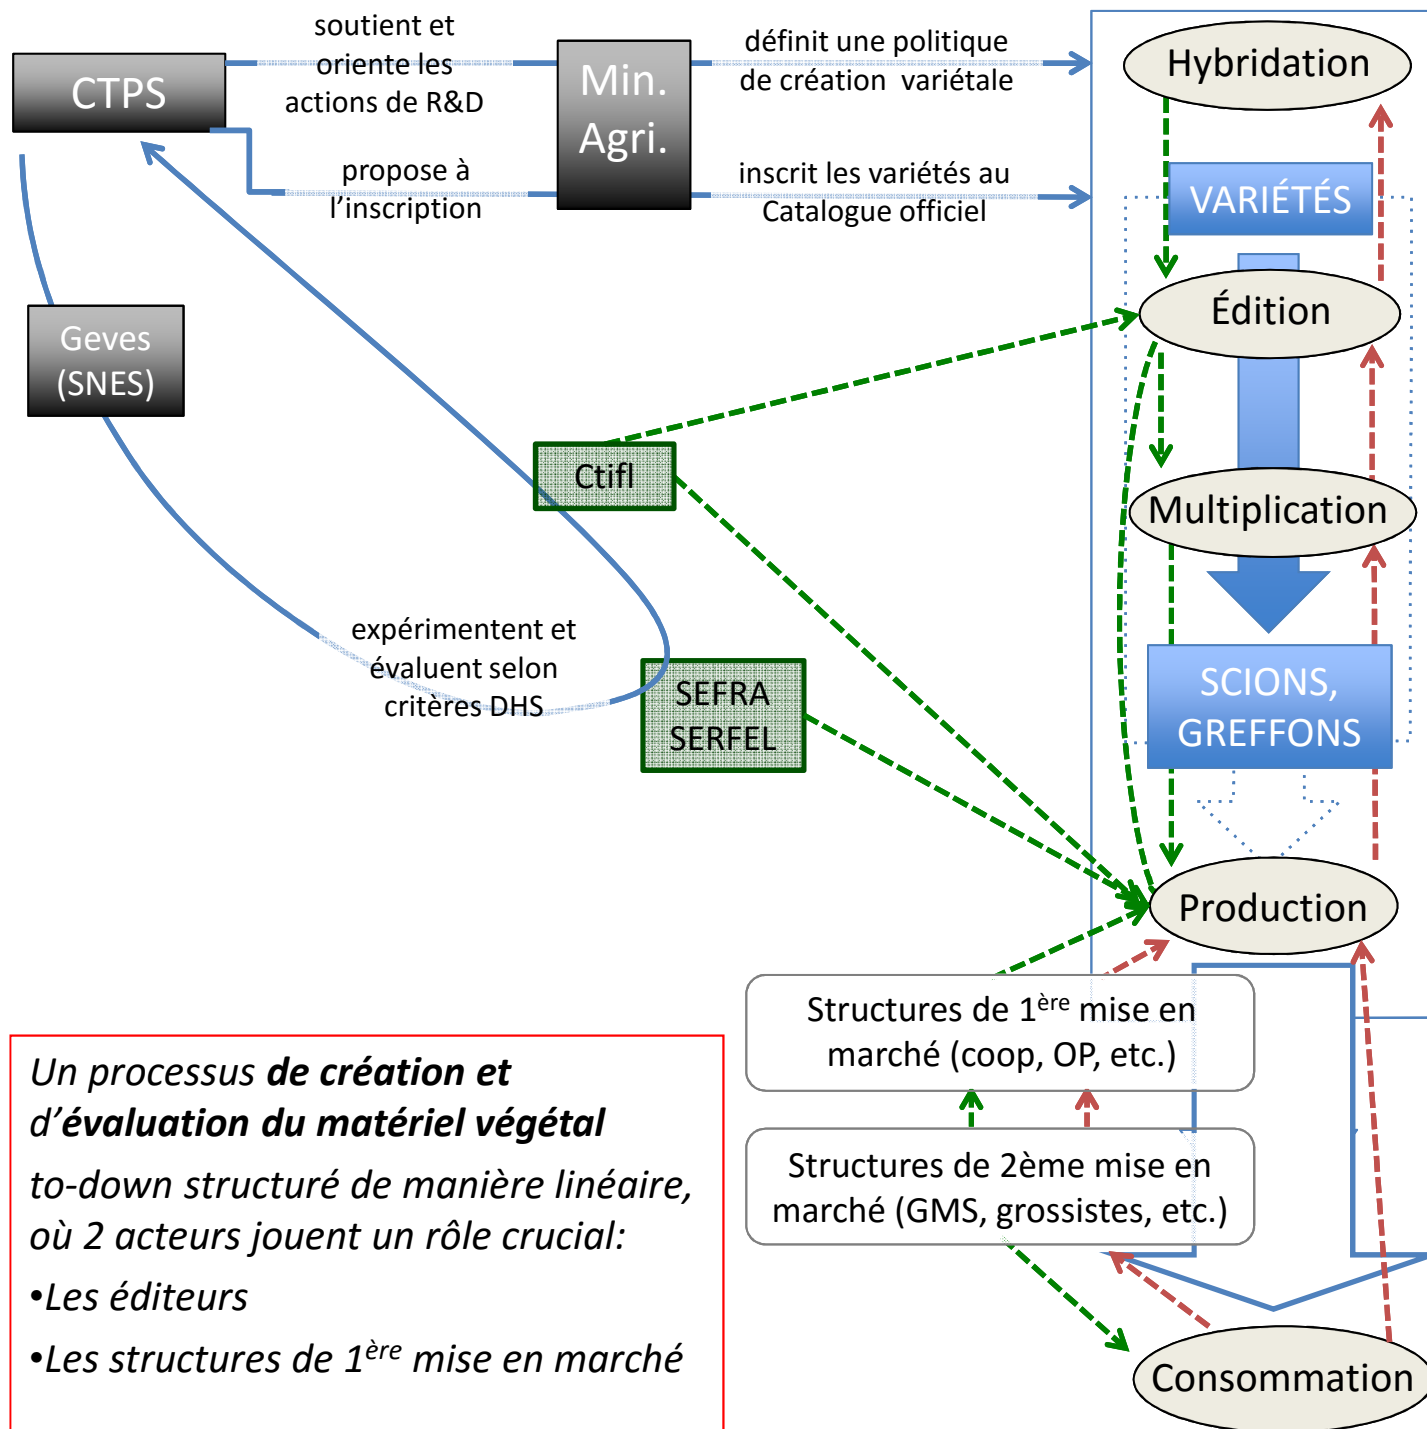 soutient et
oriente les
actions de R&D
CTPS
Min.
Agri.
définit une politique
de création variétale
Hybridation
propose à
l'inscription
inscrit les variétés au
Catalogue officiel
VARIÉTÉS
Geves
(SNES)
Édition
Ctifl
Multiplication
expérimentent et
évaluent selon
critères DHS
SEFRA
SERFEL
SCIONS,
GREFFONS
Production
Structures de 1ère mise en
marché (coop, OP, etc.)
Structures de 2ème mise en
marché (GMS, grossistes, etc.)
Consommation
Un processus de création et
d'évaluation du matériel végétal
to-down structuré de manière linéaire,
où 2 acteurs jouent un rôle crucial:
•Les éditeurs
•Les structures de 1ère mise en marché